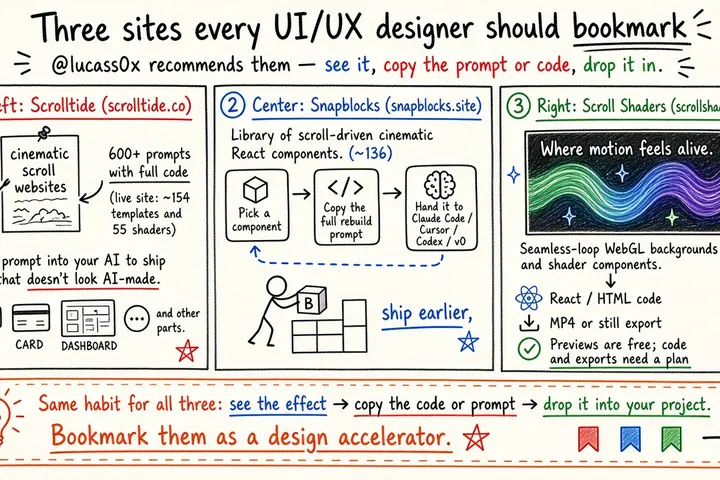 Three sites every UI/UX designer should bookmark
@lucass0x recommends them — see it, copy the prompt or code, drop it in.
eft: Scrolltide (scrolltide.co)
cinematic
scroll
websites
600+ prompts
with full code
(live site: ~154
templates and
55 shaders)
prompt into your AI to ship
that doesn't look AI-made.
CARD
DASHBOARD
and other
parts.
2 Center: Snapblocks (snapblocks.site)
Library of scroll-driven cinematic
React components. (~136)
Pick a
component
</>
Copy the
full rebuild
prompt
Hand it to
Claude Code /
Cursor /
Codex / v0
B
ship earlier,
3 Right: Scroll Shaders (scrollsha
Where motion feels alive.
Seamless-loop WebGL backgrounds
and shader components.
React / HTML code
MP4 or still export
Previews are free; code
and exports need a plan
Same habit for all three: see the effect → copy the code or prompt → drop it into your project.
Bookmark them as a design accelerator.